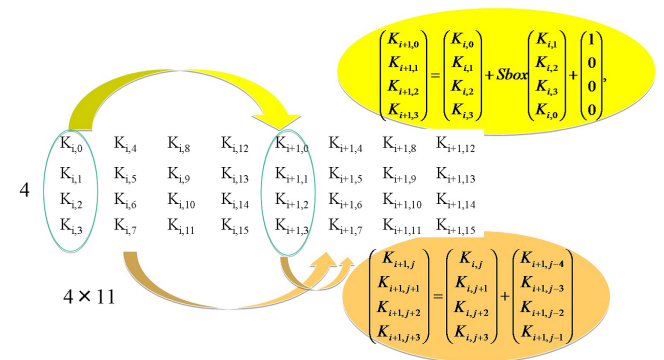 K_{i+1,0} K_{i,0} K_{i,1} 1
K_{i+1,1} K_{i,1} K_{i,2} 0
= + Sbox + ,
K_{i+1,2} K_{i,2} K_{i,3} 0
K_{i+1,3} K_{i,3} K_{i,0} 0
K_{i,0} K_{i,4} K_{i,8} K_{i,12} K_{i+1,0} K_{i+1,4} K_{i+1,8} K_{i+1,12}
K_{i,1} K_{i,5} K_{i,9} K_{i,13} K_{i+1,1} K_{i+1,5} K_{i+1,9} K_{i+1,13}
4
K_{i,2} K_{i,6} K_{i,10} K_{i,14} K_{i+1,2} K_{i+1,6} K_{i+1,10} K_{i+1,14}
K_{i,3} K_{i,7} K_{i,11} K_{i,15} K_{i+1,3} K_{i+1,7} K_{i+1,11} K_{i+1,15}
4×11
K_{i+1,j} K_{i,j} K_{i+1,j-4}
K_{i+1,j+1} K_{i,j+1} K_{i+1,j-3}
= +
K_{i+1,j+2} K_{i,j+2} K_{i+1,j-2}
K_{i+1,j+3} K_{i,j+3} K_{i+1,j-1}